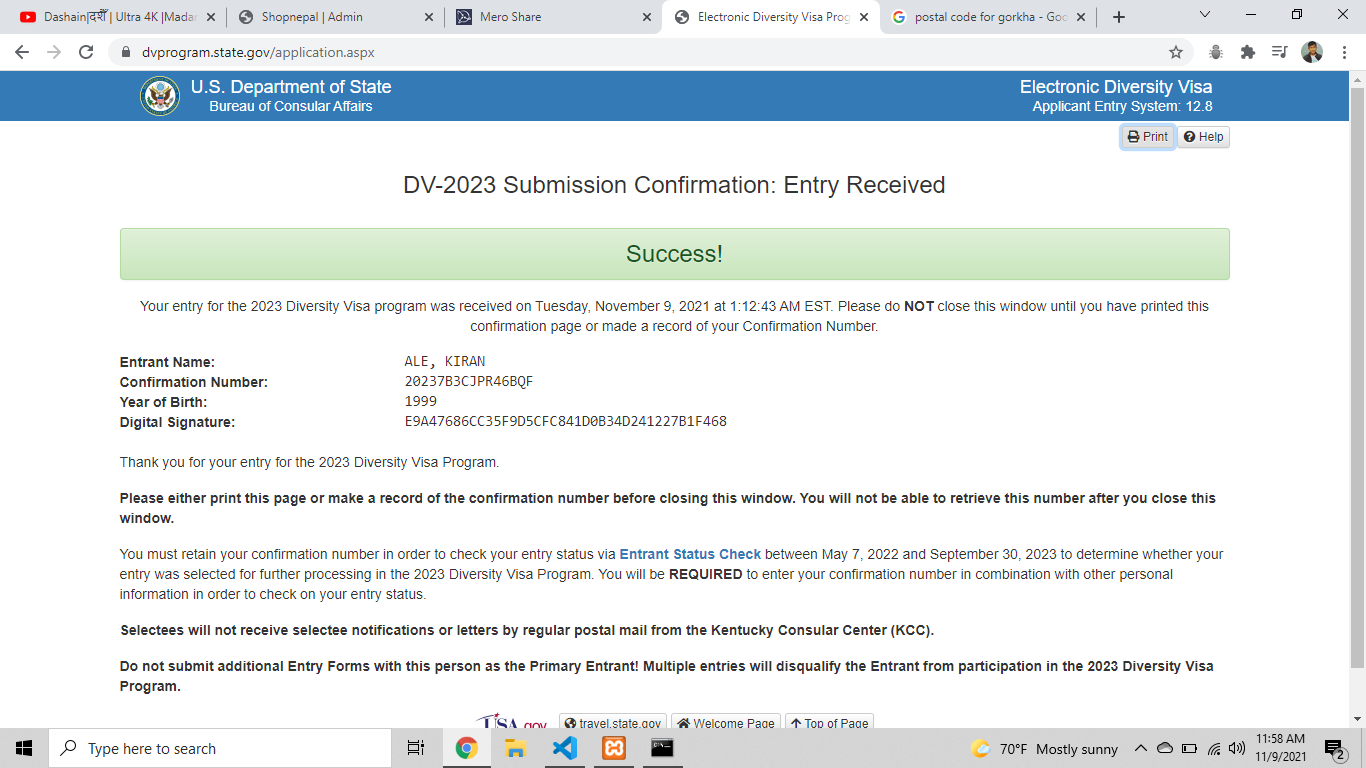 Dashain|दशैँ | Ultra 4K |Madan
Shopnepal | Admin
Mero Share
Electronic Diversity Visa Prog
postal code for gorkha - Goo
dvprogram.state.gov/application.aspx
U.S. Department of State
Bureau of Consular Affairs
Electronic Diversity Visa
Applicant Entry System: 12.8
Print
Help
DV-2023 Submission Confirmation: Entry Received
Success!
Your entry for the 2023 Diversity Visa program was received on Tuesday, November 9, 2021 at 1:12:43 AM EST. Please do NOT close this window until you have printed this
confirmation page or made a record of your Confirmation Number.
Entrant Name: ALE, KIRAN
Confirmation Number: 20237B3CJPR46BQF
Year of Birth: 1999
Digital Signature: E9A47686CC35F9D5CFC841D0B34D241227B1F468
Thank you for your entry for the 2023 Diversity Visa Program.
Please either print this page or make a record of the confirmation number before closing this window. You will not be able to retrieve this number after you close this
window.
You must retain your confirmation number in order to check your entry status via Entrant Status Check between May 7, 2022 and September 30, 2023 to determine whether your
entry was selected for further processing in the 2023 Diversity Visa Program. You will be REQUIRED to enter your confirmation number in combination with other personal
information in order to check on your entry status.
Selectees will not receive selectee notifications or letters by regular postal mail from the Kentucky Consular Center (KCC).
Do not submit additional Entry Forms with this person as the Primary Entrant! Multiple entries will disqualify the Entrant from participation in the 2023 Diversity Visa
Program.
USA.gov
travel.state.gov
Welcome Page
Top of Page
Type here to search
70°F Mostly sunny
11:58 AM
11/9/2021
2